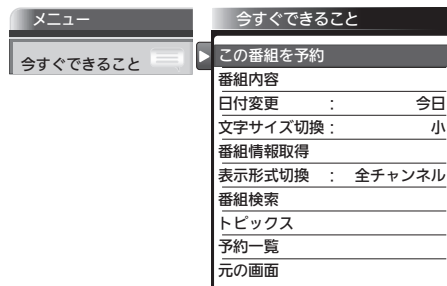 メニュー
今すぐできること
今すぐできること
この番組を予約
番組内容
日付変更 : 今日
文字サイズ切換 : 小
番組情報取得
表示形式切換 : 全チャンネル
番組検索
トピックス
予約一覧
元の画面